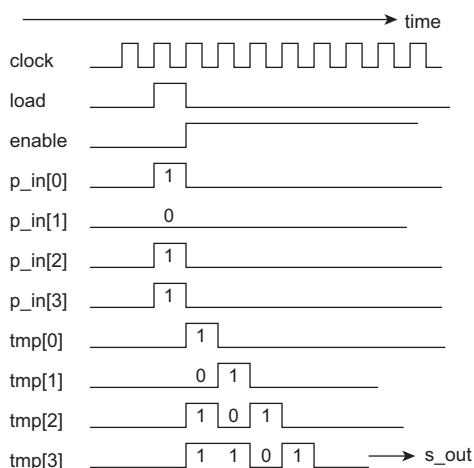 time
clock
load
enable
p_in[0] 1
p_in[1] 0
p_in[2] 1
p_in[3] 1
tmp[0] 1
tmp[1] 0 1
tmp[2] 1 0 1
tmp[3] 1 1 0 1 s_out